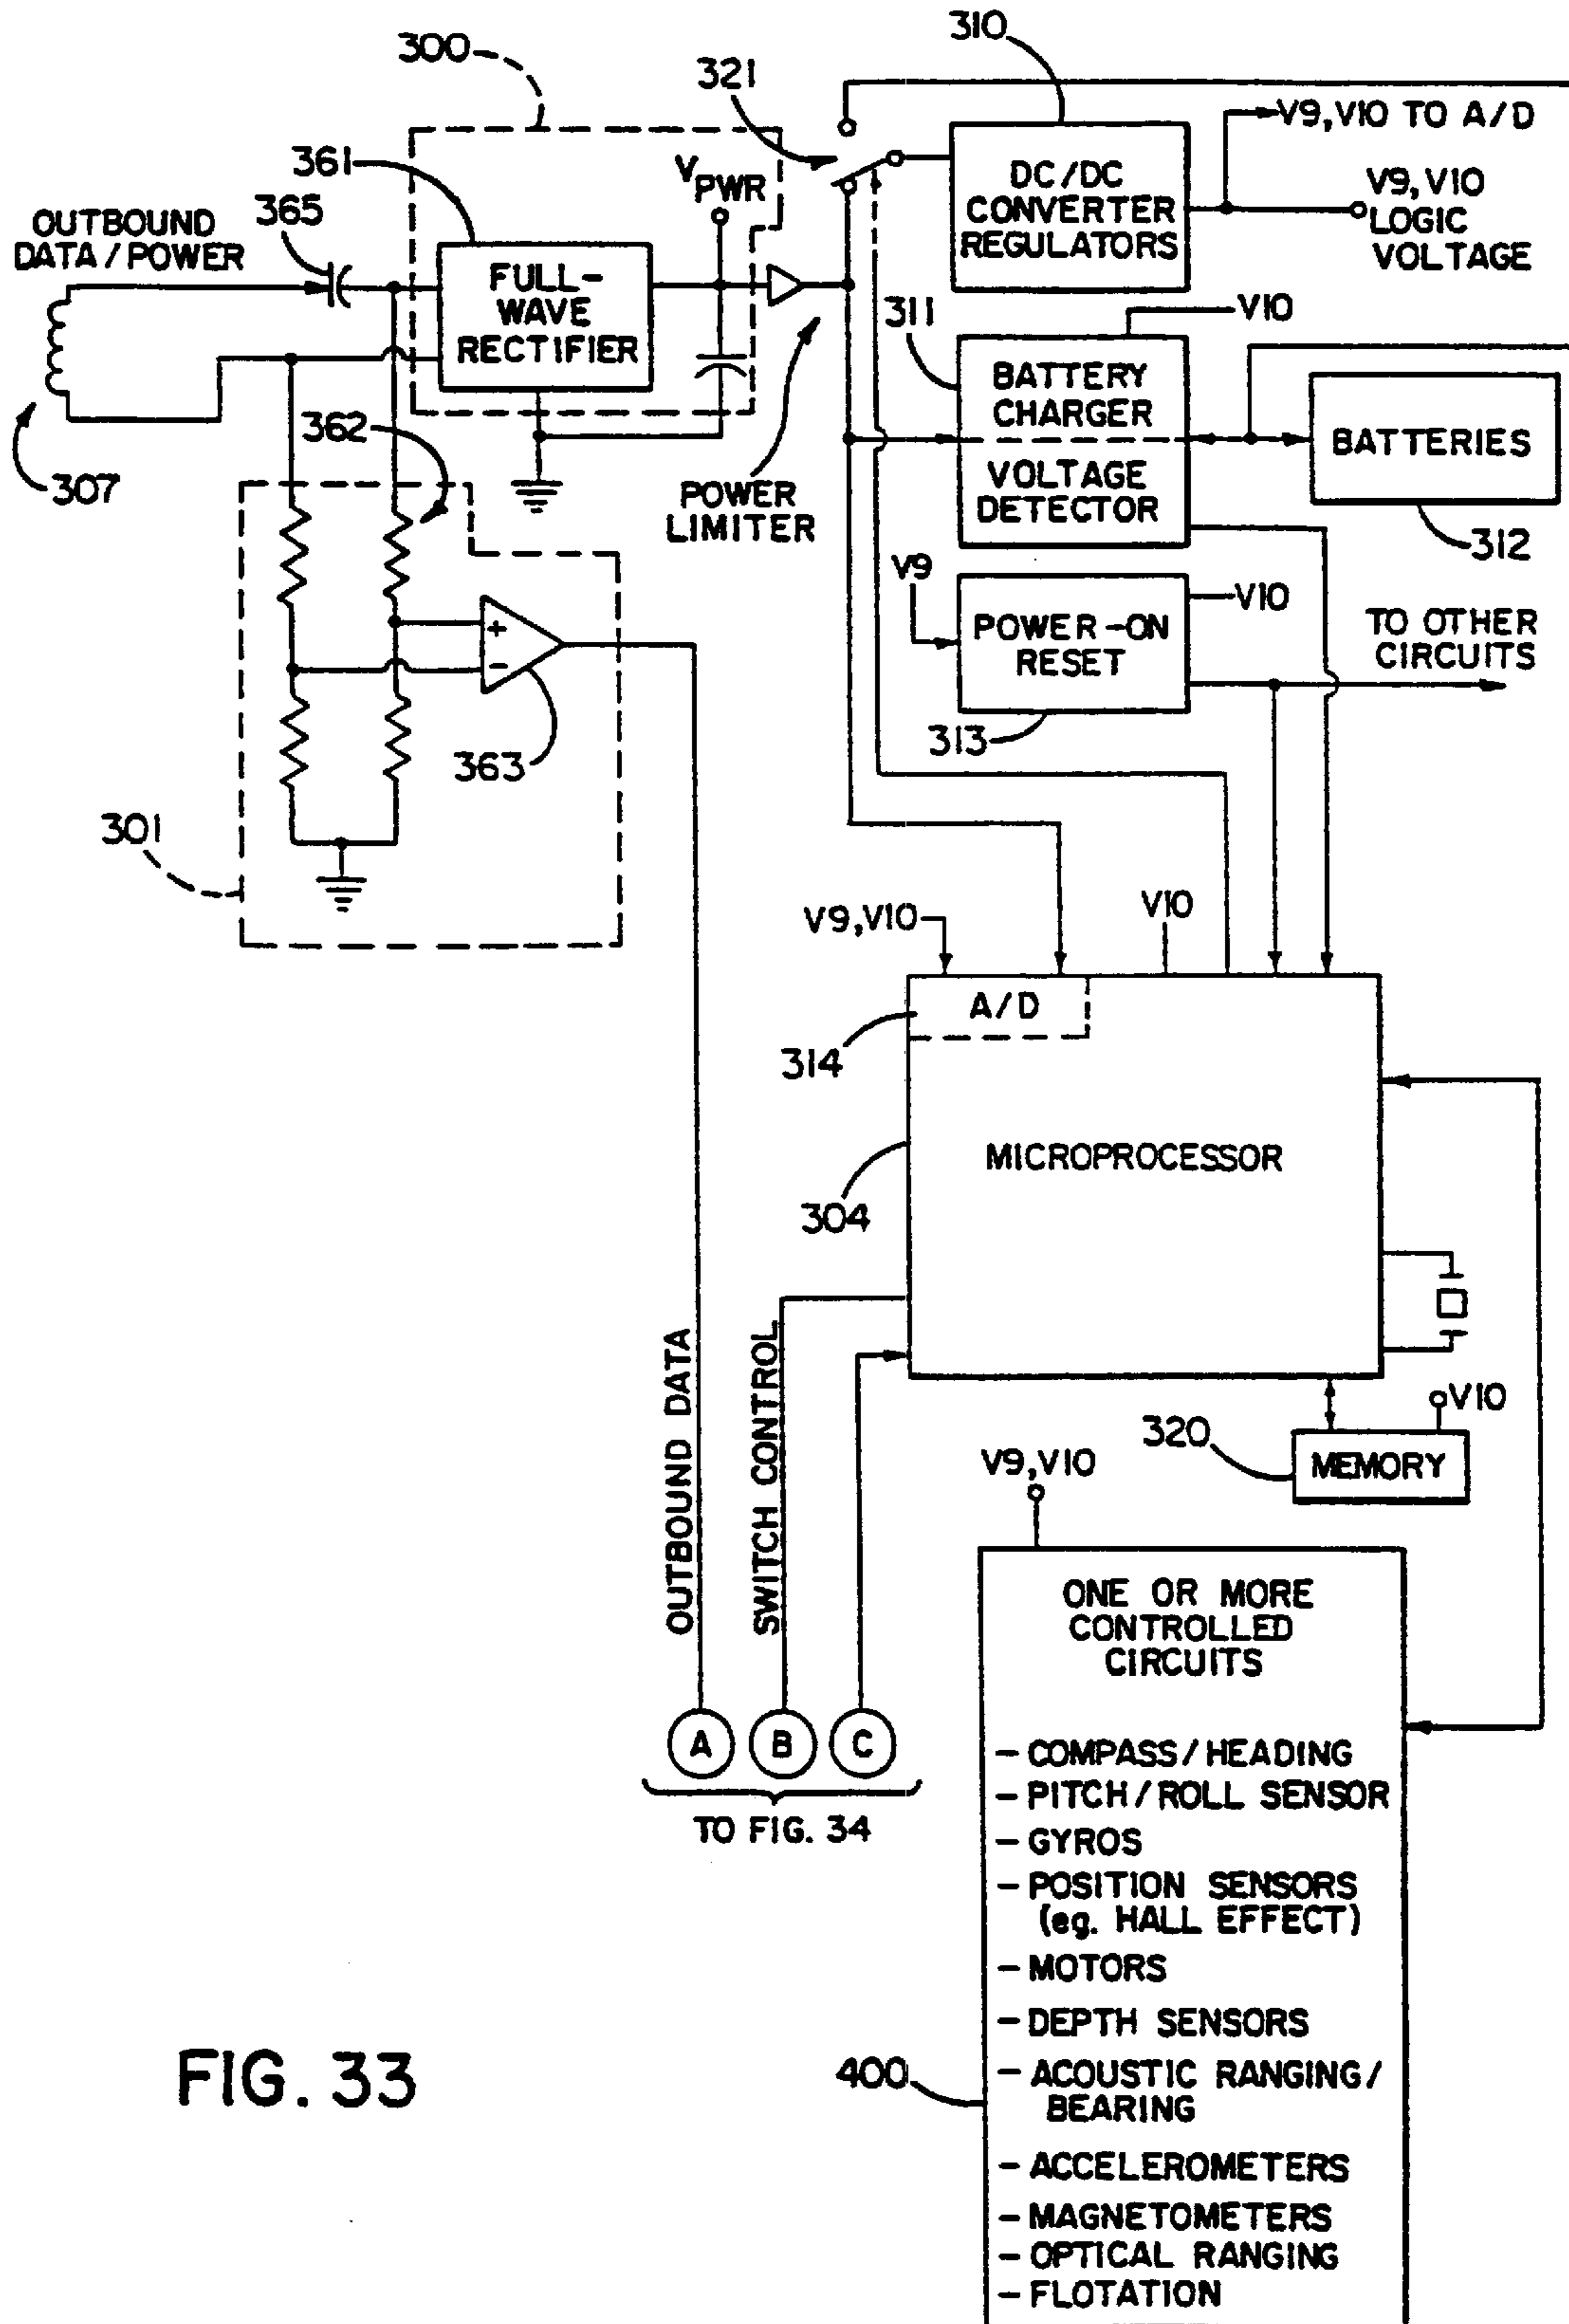 310
300
321
V9,V10 TO A/D
361
V PWR
DC/DC
CONVERTER
REGULATORS
V9,V10
LOGIC
VOLTAGE
365
OUTBOUND
DATA/POWER
FULL-
WAVE
RECTIFIER
311
V10
BATTERY
CHARGER
VOLTAGE
DETECTOR
BATTERIES
362
307
POWER
LIMITER
312
V9
V10
POWER-ON
RESET
TO OTHER
CIRCUITS
+
-
363
313
301
V9,V10
V10
A/D
314
MICROPROCESSOR
304
OUTBOUND DATA
SWITCH CONTROL
V10
320
MEMORY
V9,V10
A
B
C
TO FIG. 34
ONE OR MORE
CONTROLLED
CIRCUITS
- COMPASS/HEADING
- PITCH/ROLL SENSOR
- GYROS
- POSITION SENSORS
(eg. HALL EFFECT)
- MOTORS
- DEPTH SENSORS
- ACOUSTIC RANGING/
BEARING
- ACCELEROMETERS
- MAGNETOMETERS
- OPTICAL RANGING
- FLOTATION
400
FIG. 33